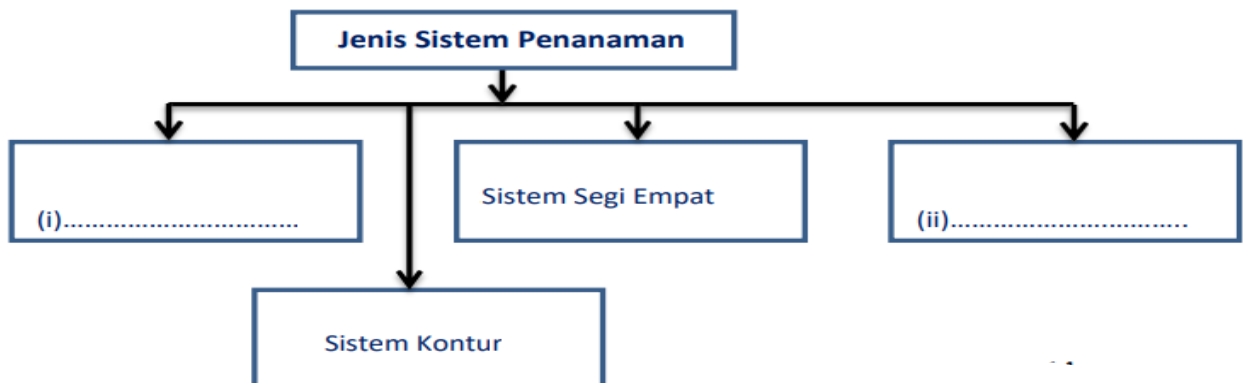 Jenis Sistem Penanaman
(i)……………………………
Sistem Segi Empat
(ii)…………………………..
Sistem Kontur